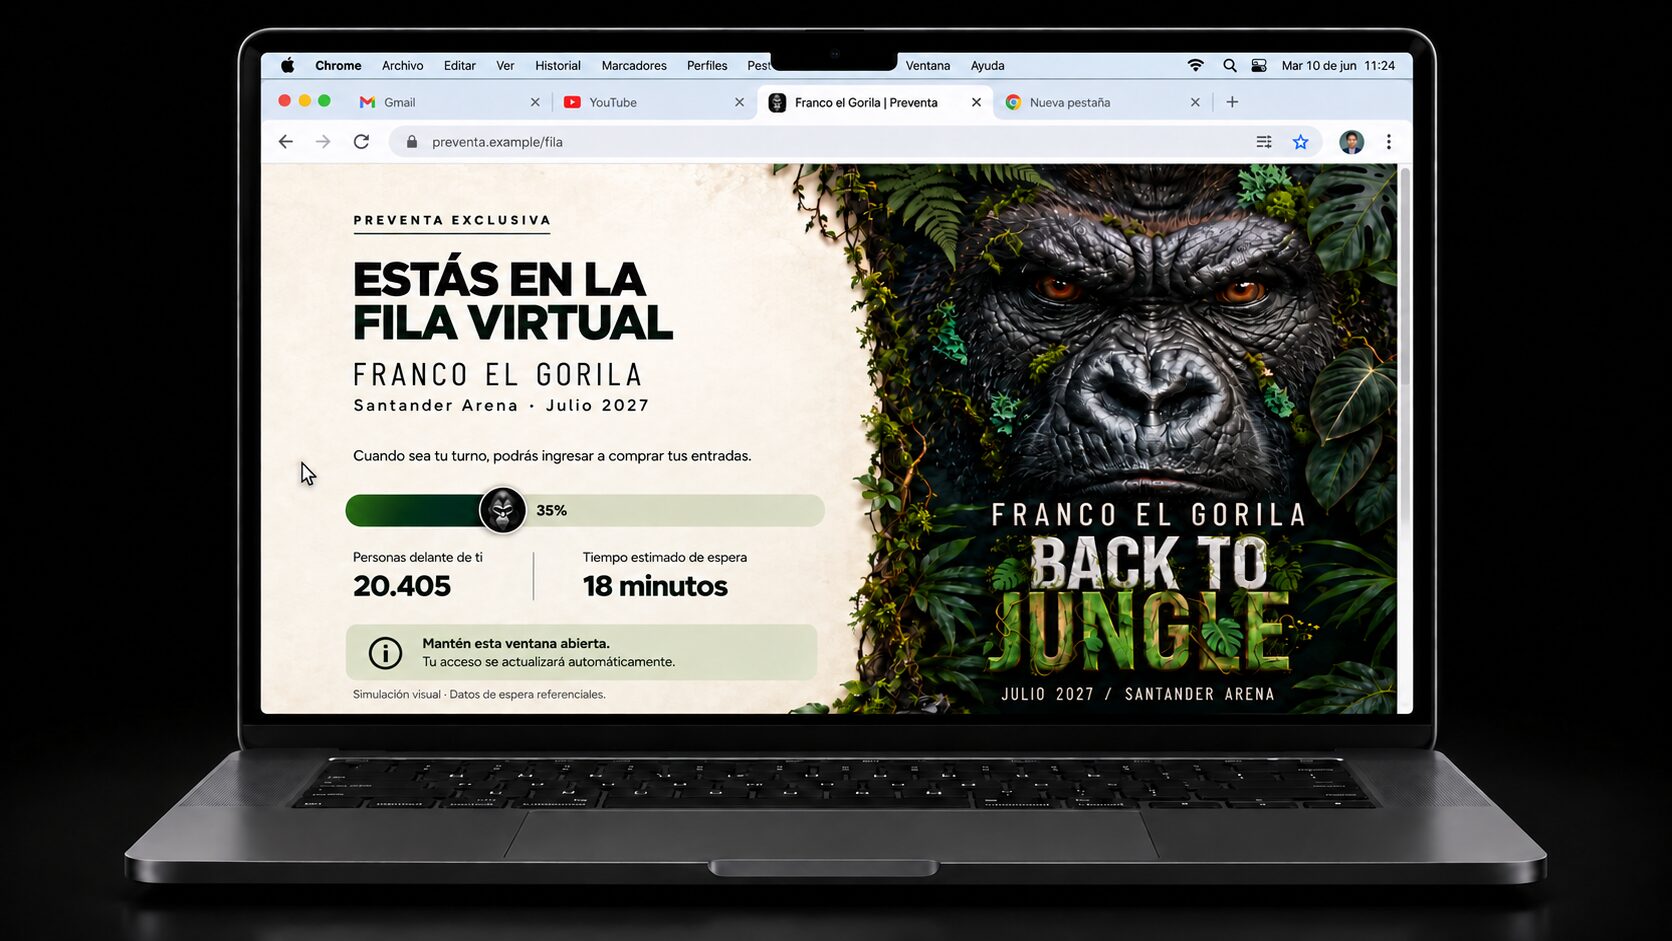 Chrome Archivo Editar Ver Historial Marcadores Perfiles Pest Ventana Ayuda Mar 10 de jun 11:24
Gmail YouTube Franco el Gorila | Preventa Nueva pestaña
preventa.example/fila
PREVENTA EXCLUSIVA
ESTÁS EN LA
FILA VIRTUAL
FRANCO EL GORILA
Santander Arena · Julio 2027
Cuando sea tu turno, podrás ingresar a comprar tus entradas.
35%
Personas delante de ti
20.405
Tiempo estimado de espera
18 minutos
Mantén esta ventana abierta.
Tu acceso se actualizará automáticamente.
Simulación visual · Datos de espera referenciales.
FRANCO EL GORILA
BACK TO
JUNGLE
JULIO 2027 / SANTANDER ARENA